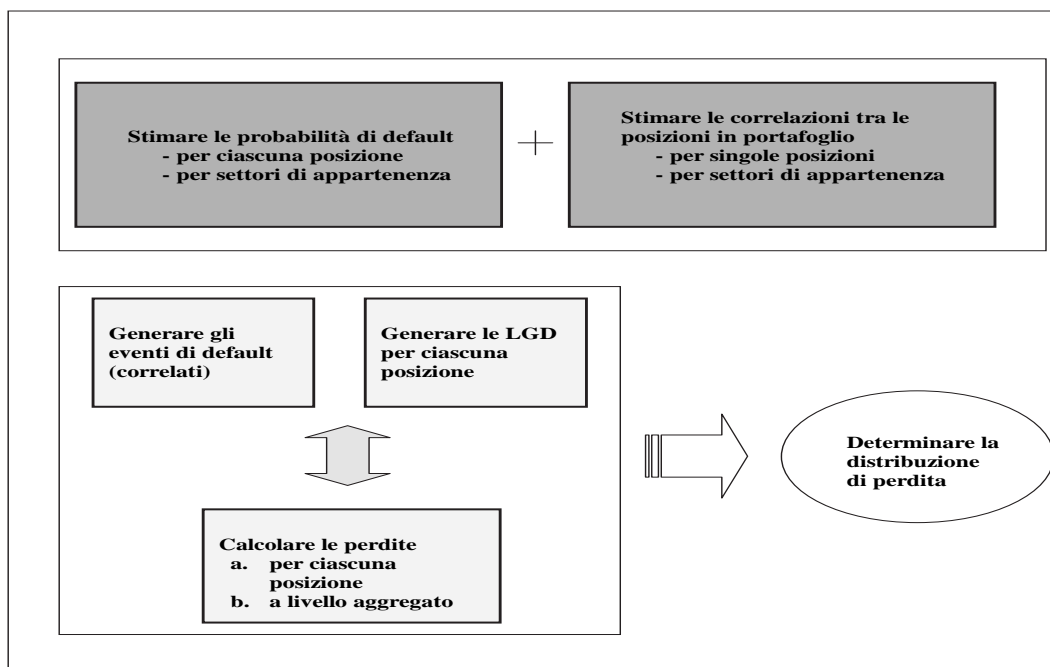 Stimare le probabilità di default
- per ciascuna posizione
- per settori di appartenenza
+
Stimare le correlazioni tra le
posizioni in portafoglio
- per singole posizioni
- per settori di appartenenza
Generare gli
eventi di default
(correlati)
Generare le LGD
per ciascuna
posizione
Calcolare le perdite
a. per ciascuna
posizione
b. a livello aggregato
Determinare la
distribuzione
di perdita